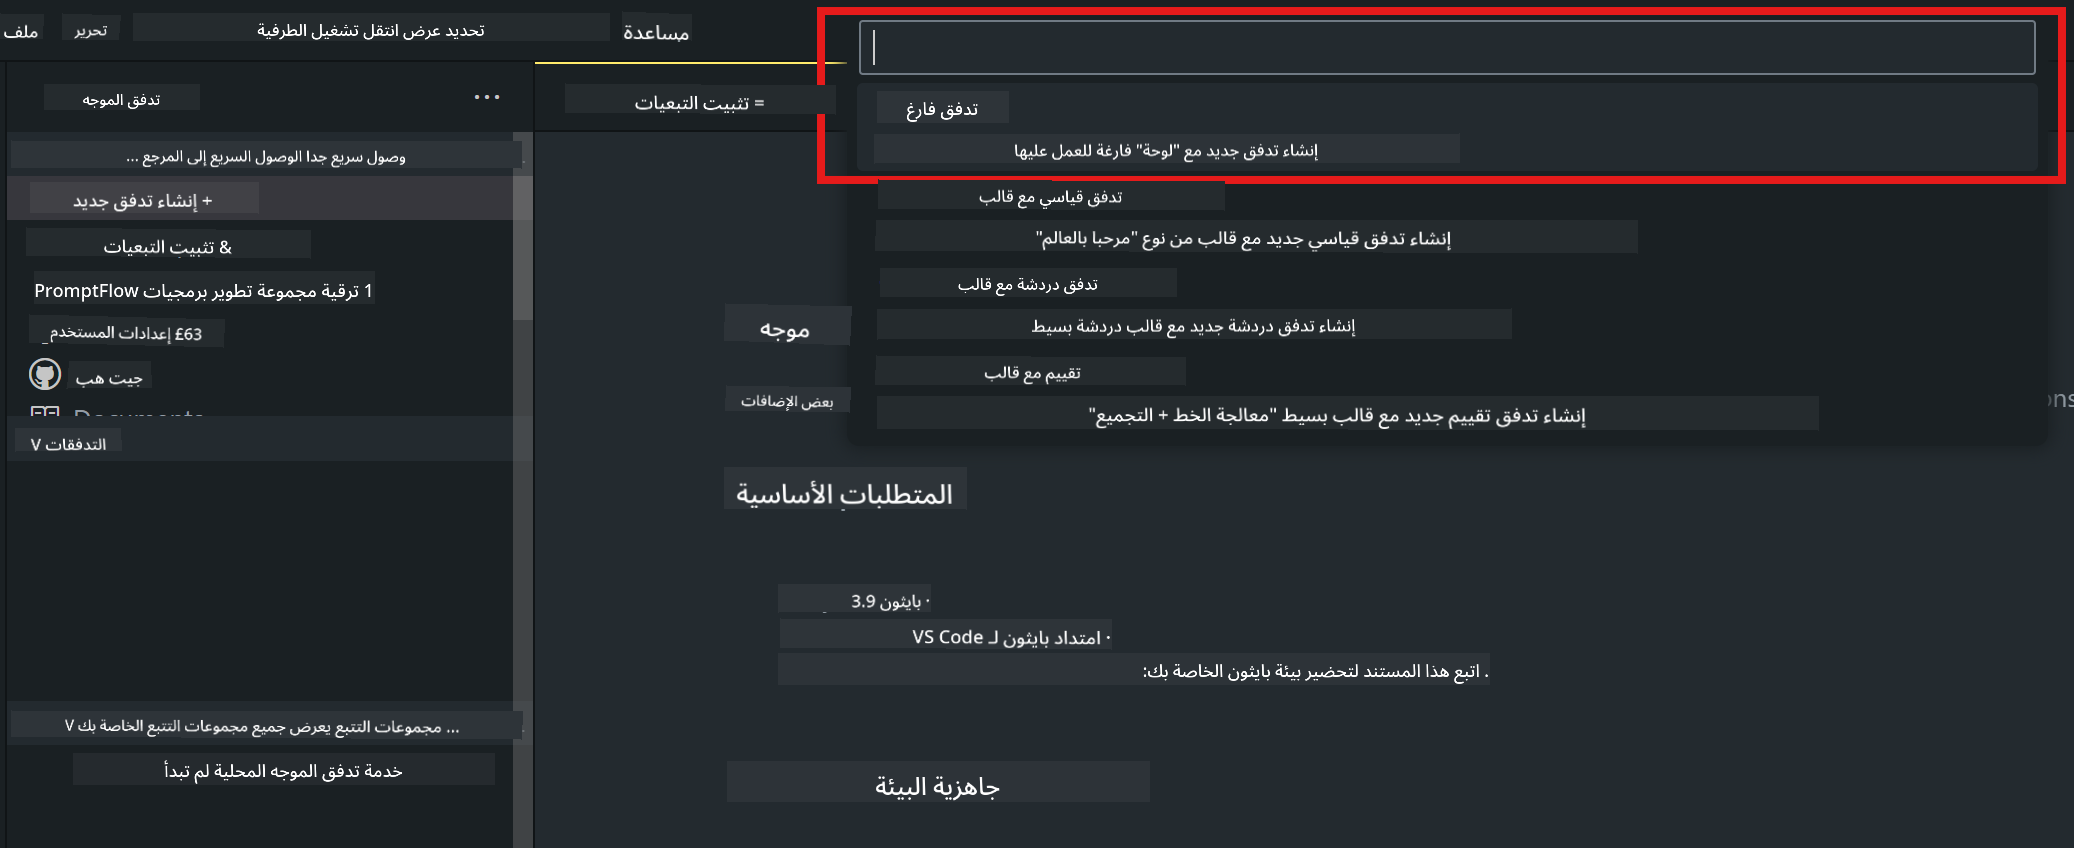 ملف
تحرير
تحديد عرض انتقل تشغيل الطرفية
مساعدة
تدفق الموجه
...
وصول سريع جدا الوصول السريع إلى المرجع ...
+ إنشاء تدفق جديد
& تثبيت التبعيات
1 ترقية مجموعة تطوير برمجيات PromptFlow
£63 إعدادات المستخدم_
جيت هب
Documents
التدفقات V
... مجموعات التتبع يعرض جميع مجموعات التتبع الخاصة بك V
خدمة تدفق الموجه المحلية لم تبدأ
= تثبيت التبعيات
تدفق فارغ
إنشاء تدفق جديد مع "لوحة" فارغة للعمل عليها
تدفق قياسي مع قالب
إنشاء تدفق قياسي جديد مع قالب من نوع "مرحبا بالعالم"
تدفق دردشة مع قالب
إنشاء تدفق دردشة جديد مع قالب دردشة بسيط
تقييم مع قالب
إنشاء تدفق تقييم جديد مع قالب بسيط "معالجة الخط + التجميع"
موجه
بعض الإضافات
المتطلبات الأساسية
· بايثون 3.9
· امتداد بايثون لـ VS Code
. اتبع هذا المستند لتحضير بيئة بايثون الخاصة بك:
جاهزية البيئة